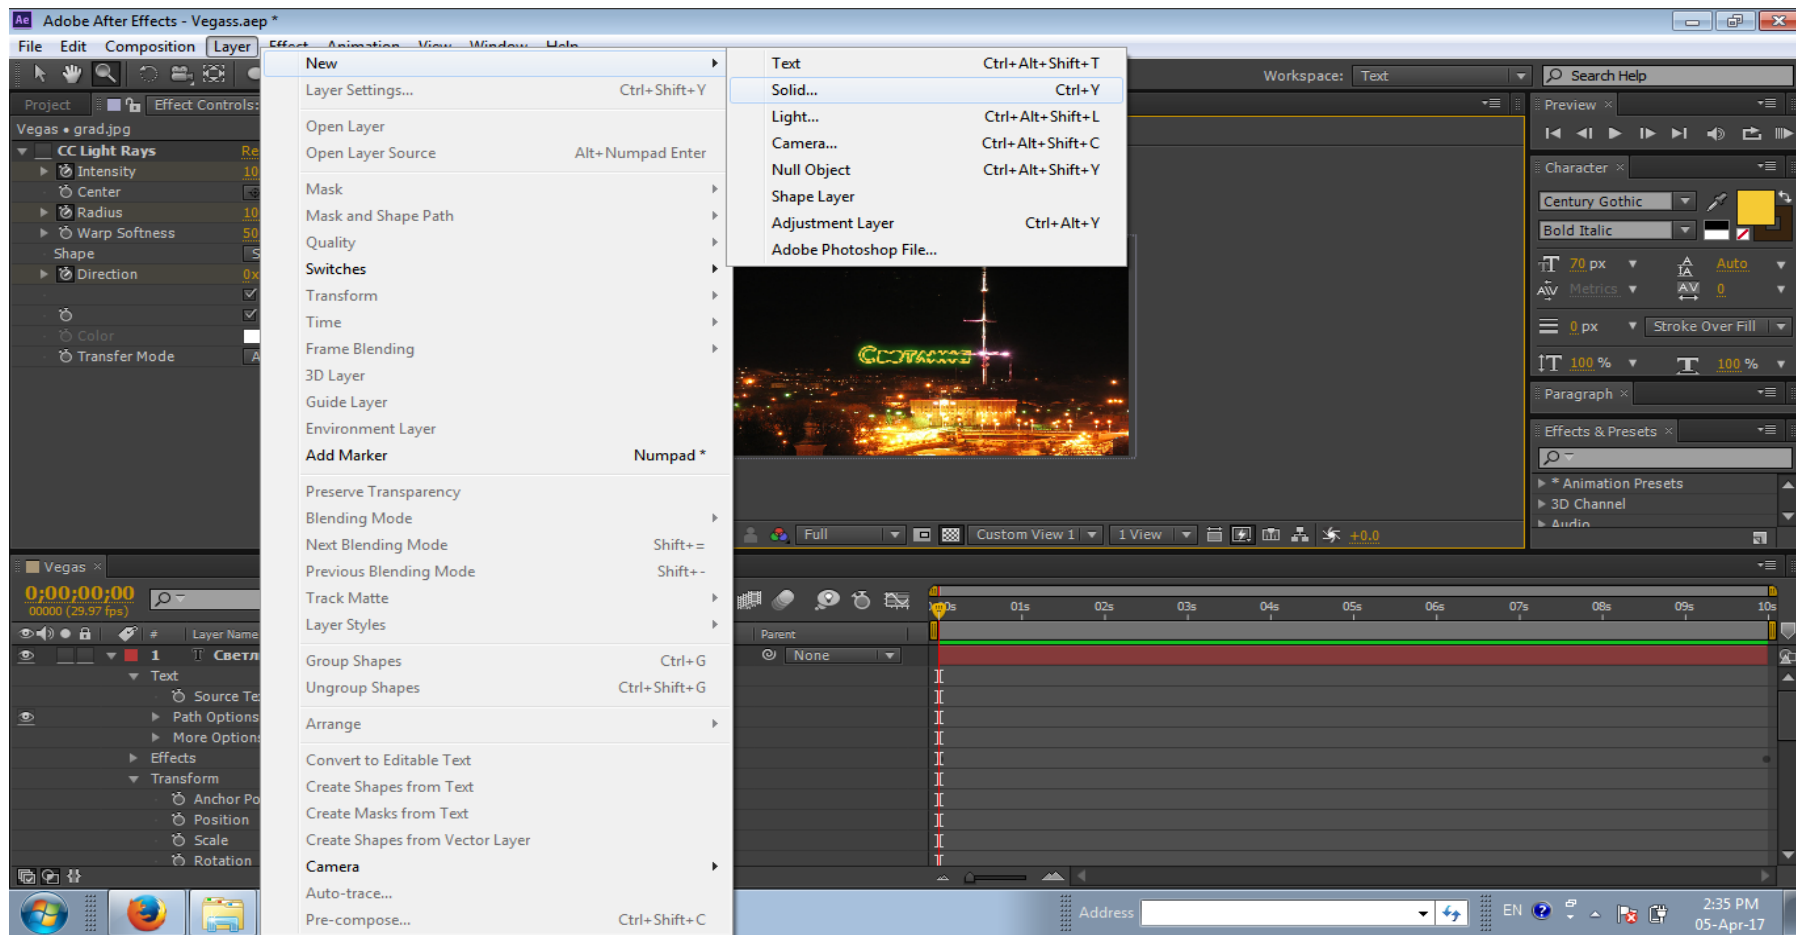 Ae Adobe After Effects - Vegass.aep *
File Edit Composition Layer Effect Animation View Window Help
Workspace: Text
Search Help
Project
Effect Controls:
Vegas • grad.jpg
CC Light Rays
Intensity
Center
Radius
Warp Softness
Shape
Direction
Color
Transfer Mode
New
Layer Settings... Ctrl+Shift+Y
Open Layer
Open Layer Source Alt+Numpad Enter
Mask
Mask and Shape Path
Quality
Switches
Transform
Time
Frame Blending
3D Layer
Guide Layer
Environment Layer
Add Marker Numpad *
Preserve Transparency
Blending Mode
Next Blending Mode Shift+=
Previous Blending Mode Shift+-
Track Matte
Layer Styles
Group Shapes Ctrl+G
Ungroup Shapes Ctrl+Shift+G
Arrange
Convert to Editable Text
Create Shapes from Text
Create Masks from Text
Create Shapes from Vector Layer
Camera
Auto-trace...
Pre-compose... Ctrl+Shift+C
Text Ctrl+Alt+Shift+T
Solid... Ctrl+Y
Light... Ctrl+Alt+Shift+L
Camera... Ctrl+Alt+Shift+C
Null Object Ctrl+Alt+Shift+Y
Shape Layer
Adjustment Layer Ctrl+Alt+Y
Adobe Photoshop File...
Full
Custom View 1
1 View
+0.0
Preview
Character
Century Gothic
Bold Italic
70 px Auto
Metrics 0
0 px Stroke Over Fill
100 % 100 %
Paragraph
Effects & Presets
* Animation Presets
3D Channel
Audio
Vegas
0;00;00;00
00000 (29.97 fps)
# Layer Name
Parent
01s 02s 03s 04s 05s 06s 07s 08s 09s 10s
1 T
None
Text
Path Options
Effects
Transform
Position
Scale
Rotation
Address
EN
2:35 PM
05-Apr-17